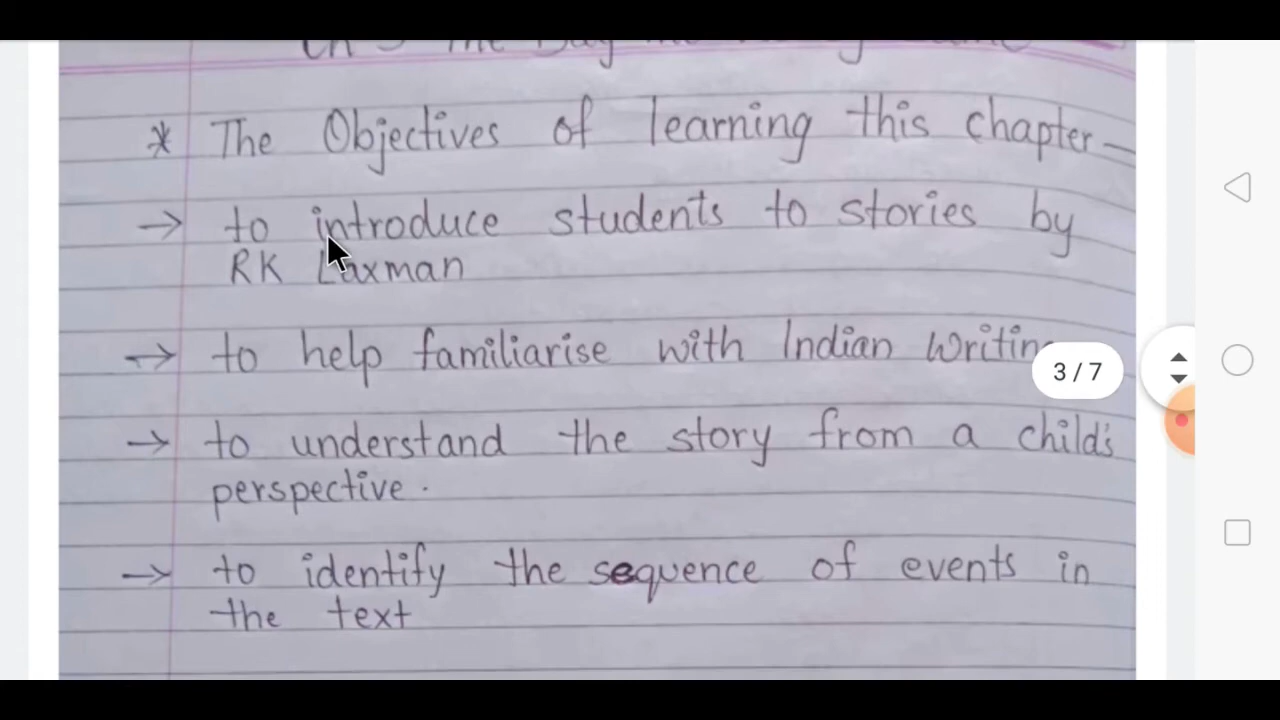 * The Objectives of learning this chapter -
→ to introduce students to stories by
RK Laxman
→ to help familiarise with Indian
3 / 7
→ to understand the story from a child's
perspective.
→ to identify the sequence of events in
the text